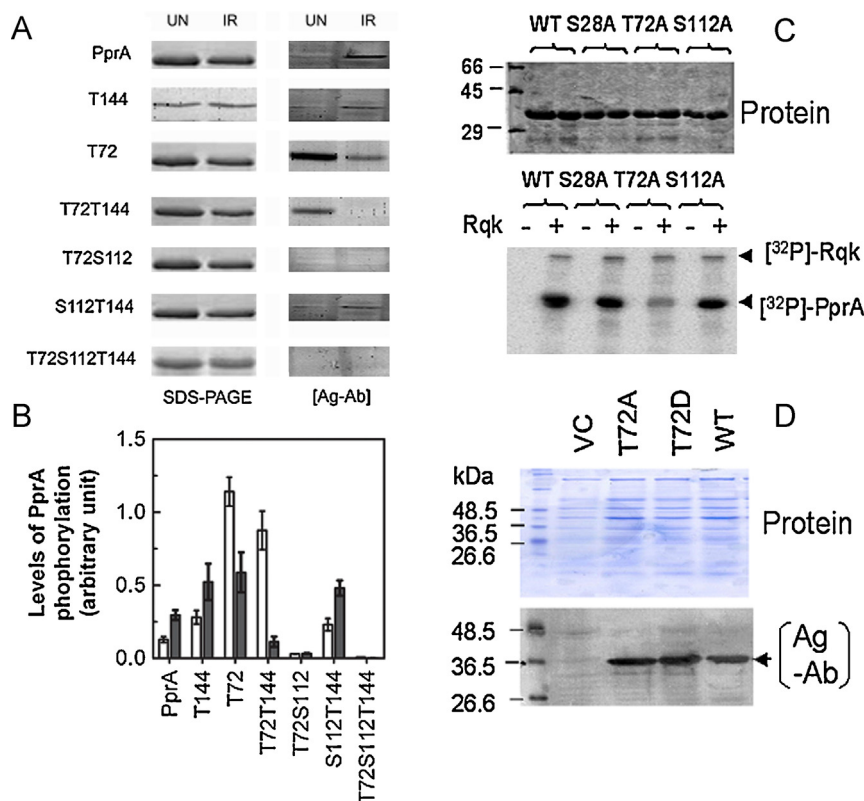 A
UN IR UN IR
PprA
T144
T72
T72T144
T72S112
S112T144
T72S112T144
SDS-PAGE [Ag-Ab]
B
Levels of PprA
phophorylation
(arbitrary unit)
1.5
1.0
0.5
0.0
PprA
T144
T72
T72T144
T72S112
S112T144
T72S112T144
C
WT S28A T72A S112A
66
45
29
Protein
WT S28A T72A S112A
Rqk - + - + - + - +
[32P]-Rqk
[32P]-PprA
D
VC T72A T72D WT
kDa
48.5
36.5
26.6
Protein
48.5
36.5
26.6
Ag
-Ab